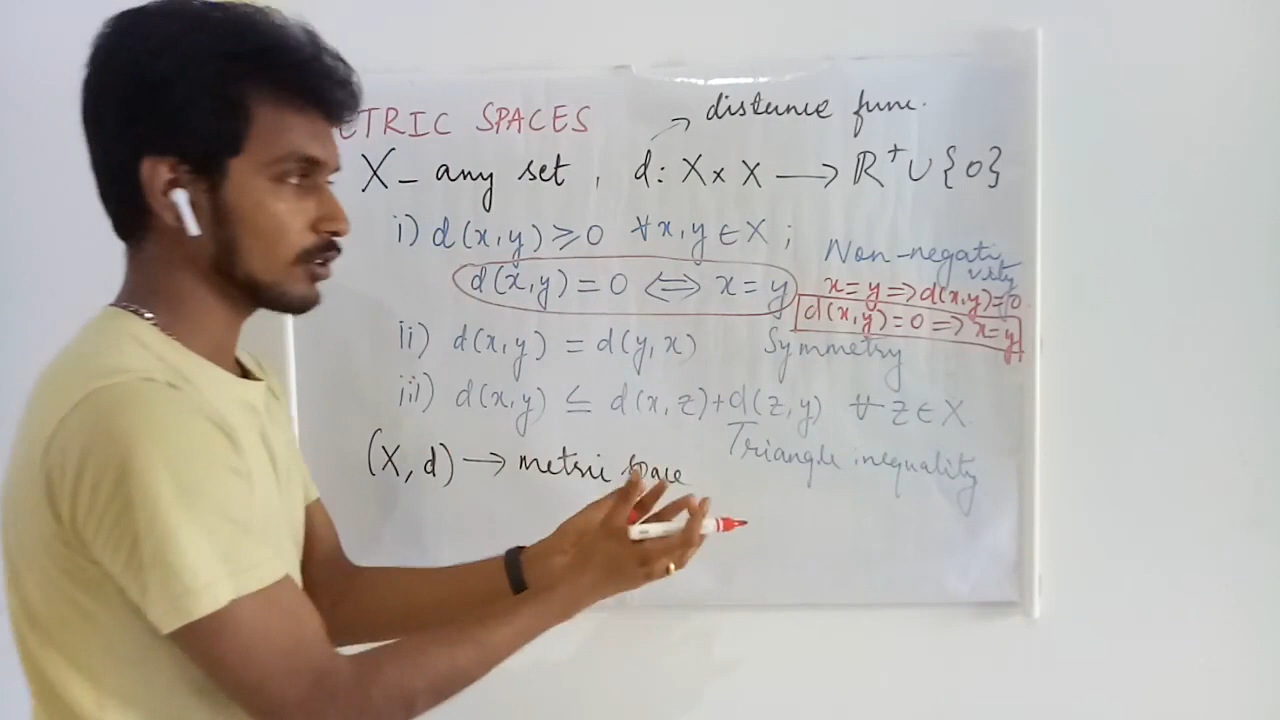 ETRIC SPACES
distance func.
X – any set , d: X × X ⟶ ℝ⁺ ∪ {0}
i) d(x,y) ⩾ 0 ∀ x,y ∈ X ;
Non-negativity
d(x,y) = 0 ⟺ x = y
x = y ⟹ d(x,y) = 0.
d(x,y) = 0 ⟹ x = y
ii) d(x,y) = d(y,x) Symmetry
iii) d(x,y) ≤ d(x,z) + d(z,y) ∀ z ∈ X.
Triangle inequality
(X, d) ⟶ metric space